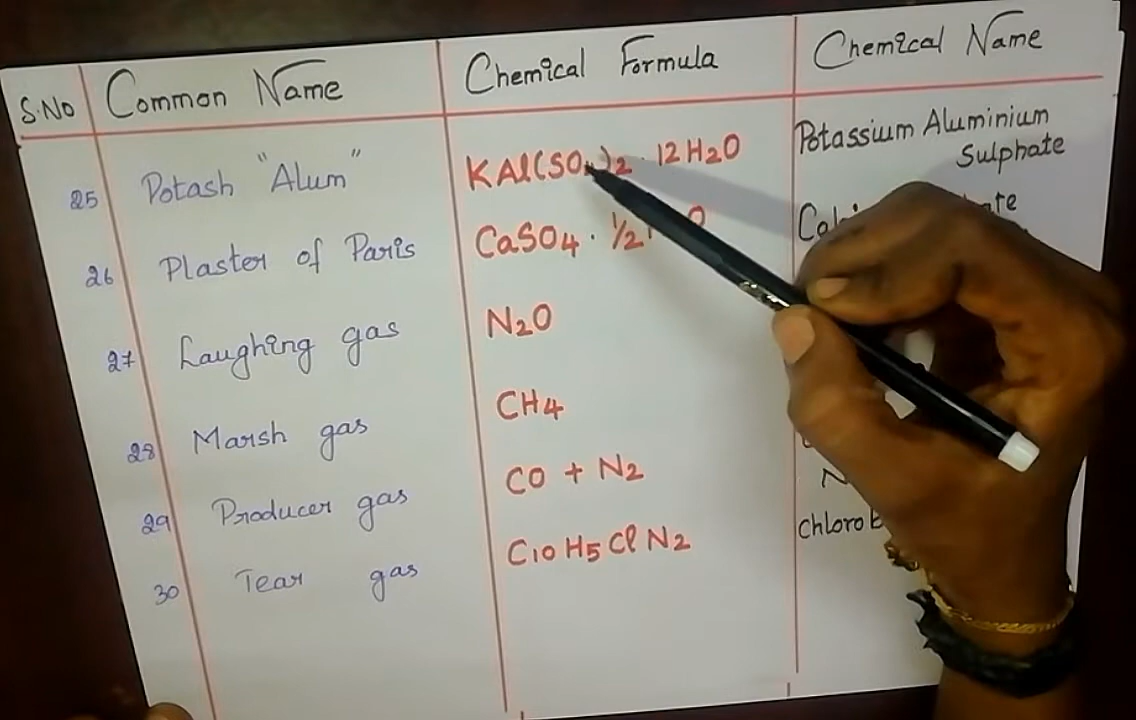 S.No Common Name Chemical Formula Chemical Name
25 Potash "Alum" KAl(SO4)2 . 12H2O Potassium Aluminium
Sulphate
26 Plaster of Paris CaSO4 . 1/2
27 Laughing gas N2O
28 Marsh gas CH4
29 Producer gas CO + N2
30 Tear gas C10H5ClN2